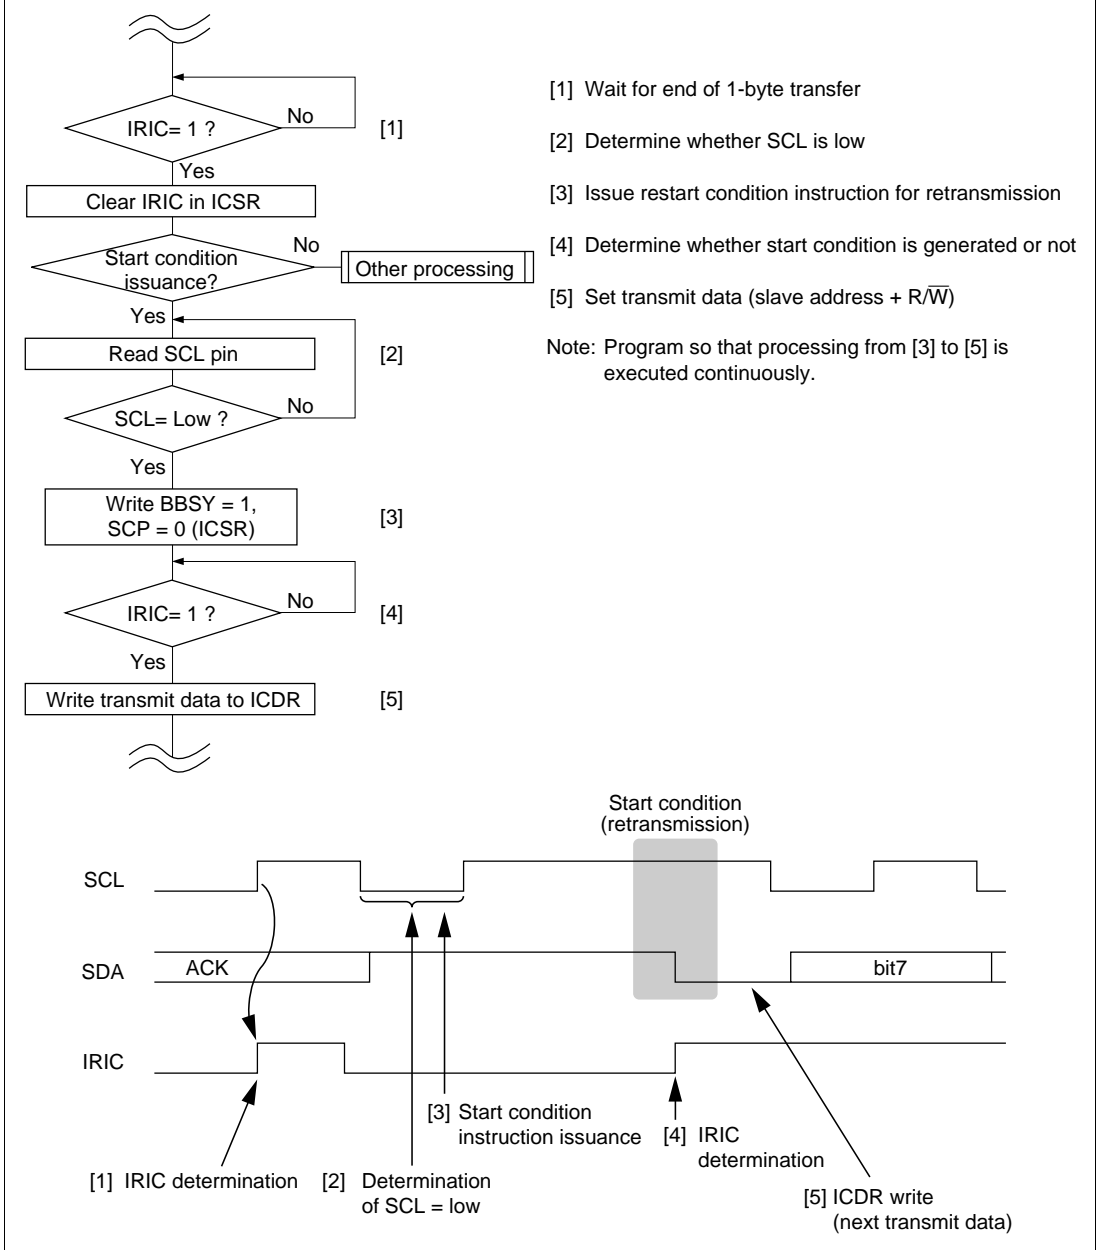 IRIC= 1 ?
No
[1]
Yes
Clear IRIC in ICSR
Start condition
issuance?
No
Other processing
Yes
Read SCL pin
[2]
SCL= Low ?
No
Yes
Write BBSY = 1,
SCP = 0 (ICSR)
[3]
IRIC= 1 ?
No
[4]
Yes
Write transmit data to ICDR
[5]
[1] Wait for end of 1-byte transfer
[2] Determine whether SCL is low
[3] Issue restart condition instruction for retransmission
[4] Determine whether start condition is generated or not
[5] Set transmit data (slave address + R/W̅)
Note: Program so that processing from [3] to [5] is
executed continuously.
Start condition
(retransmission)
SCL
SDA
ACK
bit7
IRIC
[3] Start condition
instruction issuance
[4] IRIC
determination
[1] IRIC determination
[2] Determination
of SCL = low
[5] ICDR write
(next transmit data)